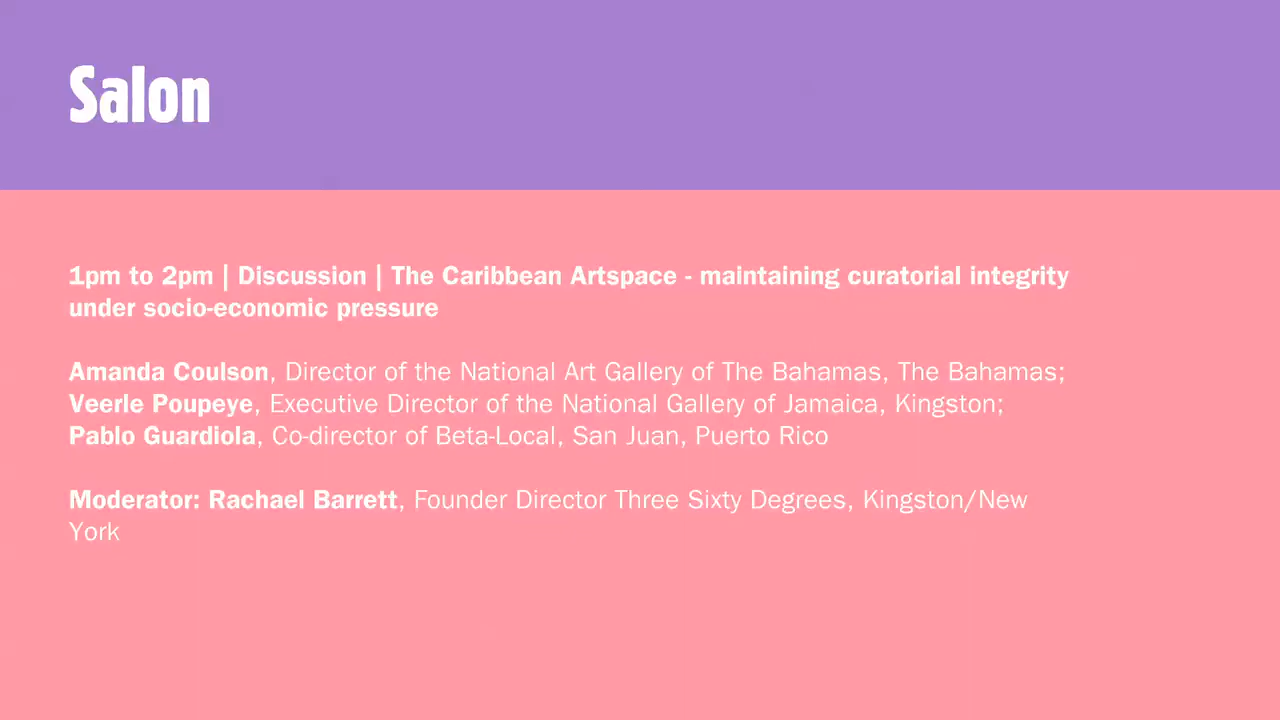 Salon
1pm to 2pm | Discussion | The Caribbean Artspace - maintaining curatorial integrity
under socio-economic pressure
Amanda Coulson, Director of the National Art Gallery of The Bahamas, The Bahamas;
Veerle Poupeye, Executive Director of the National Gallery of Jamaica, Kingston;
Pablo Guardiola, Co-director of Beta-Local, San Juan, Puerto Rico
Moderator: Rachael Barrett, Founder Director Three Sixty Degrees, Kingston/New
York